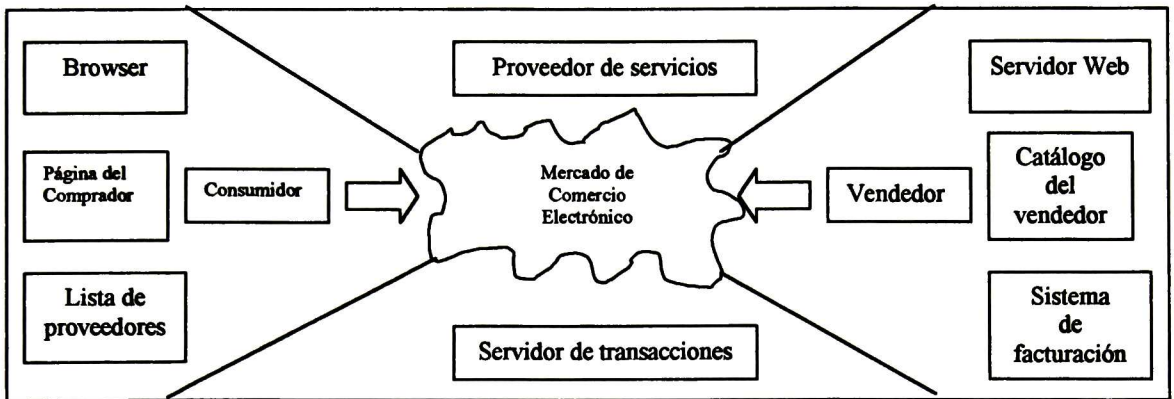 Browser
Proveedor de servicios
Servidor Web
Página del
Comprador
Consumidor
Mercado de
Comercio
Electrónico
Vendedor
Catálogo
del
vendedor
Lista de
proveedores
Servidor de transacciones
Sistema
de
facturación